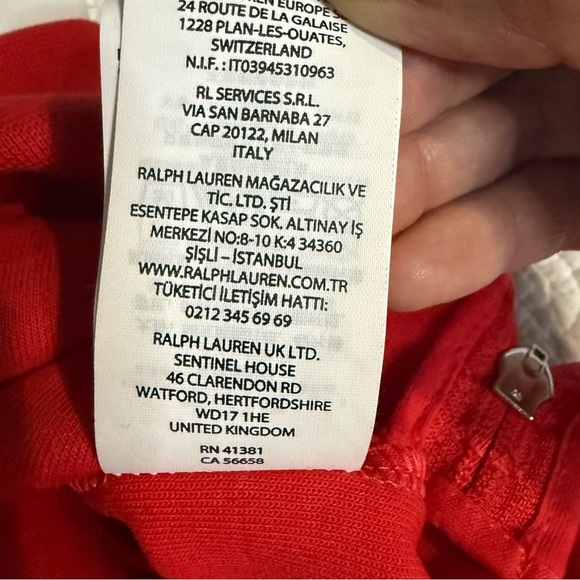 EUROPE
24 ROUTE DE LA GALAISE
1228 PLAN-LES-OUATES,
SWITZERLAND
N.I.F. : IT03945310963
RL SERVICES S.R.L.
VIA SAN BARNABA 27
CAP 20122, MILAN
ITALY
RALPH LAUREN MAĞAZACILIK VE
TİC. LTD. ŞTİ
ESENTEPE KASAP SOK. ALTINAY İŞ
MERKEZİ NO:8-10 K:4 34360
ŞİŞLİ – İSTANBUL
WWW.RALPHLAUREN.COM.TR
TÜKETİCİ İLETİŞİM HATTI:
0212 345 69 69
RALPH LAUREN UK LTD.
SENTINEL HOUSE
46 CLARENDON RD
WATFORD, HERTFORDSHIRE
WD17 1HE
UNITED KINGDOM
RN 41381
CA 56658